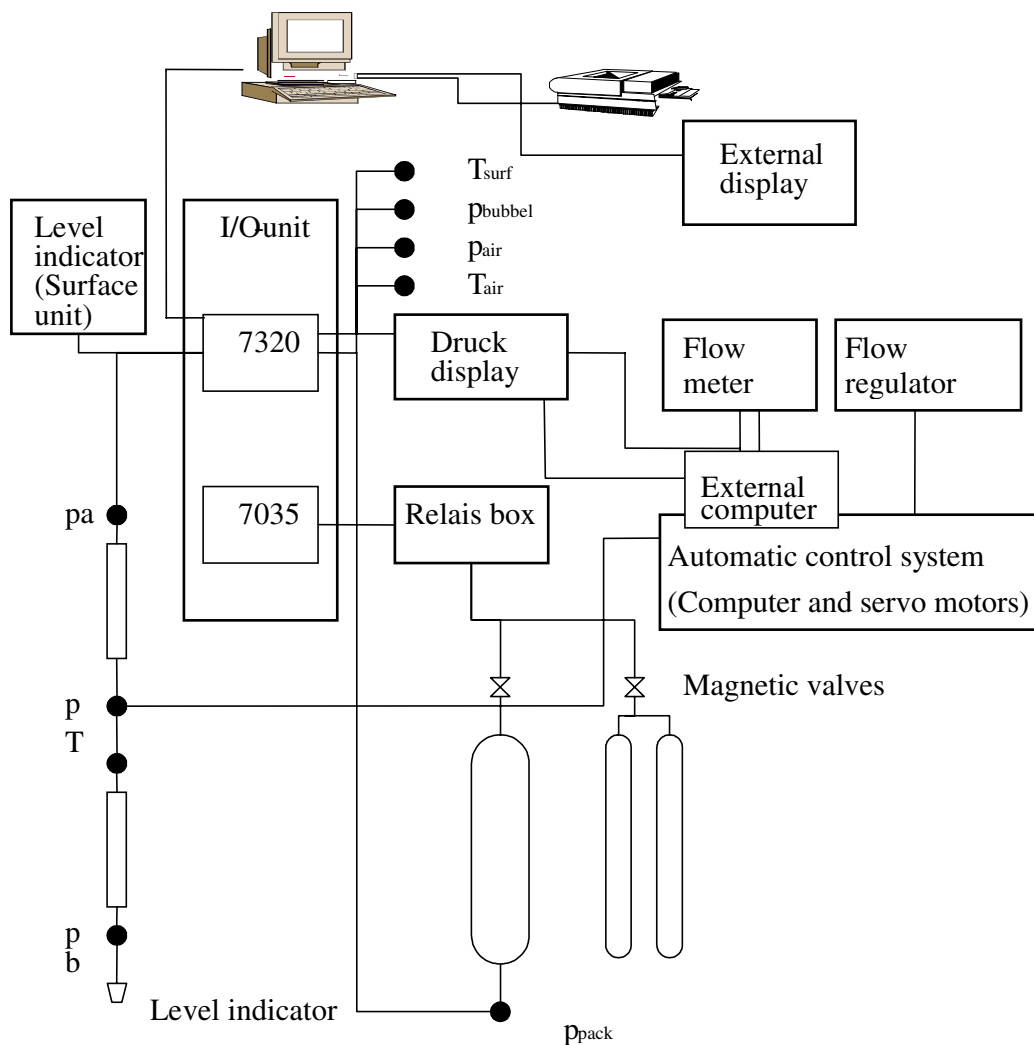 External
display
Tsurf
pbubbel
pair
Tair
Level
indicator
(Surface
unit)
I/O-unit
7320
Druck
display
Flow
meter
Flow
regulator
7035
Relais box
External
computer
Automatic control system
(Computer and servo motors)
pa
p
T
Magnetic valves
p
b
Level indicator
ppack